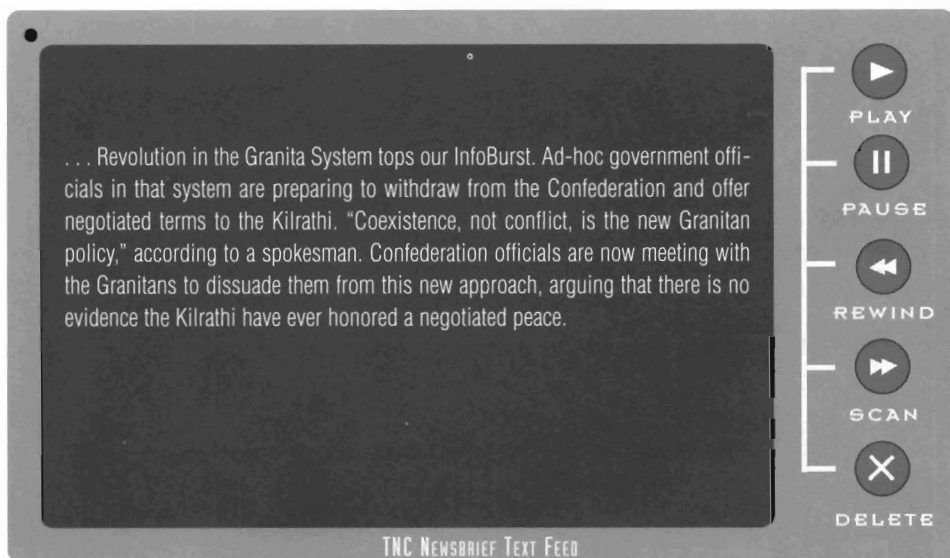 . . . Revolution in the Granita System tops our InfoBurst. Ad-hoc government offi-
cials in that system are preparing to withdraw from the Confederation and offer
negotiated terms to the Kilrathi. “Coexistence, not conflict, is the new Granitan
policy,” according to a spokesman. Confederation officials are now meeting with
the Granitans to dissuade them from this new approach, arguing that there is no
evidence the Kilrathi have ever honored a negotiated peace.
TNC NEWSBRIEF TEXT FEED
PLAY
PAUSE
REWIND
SCAN
DELETE